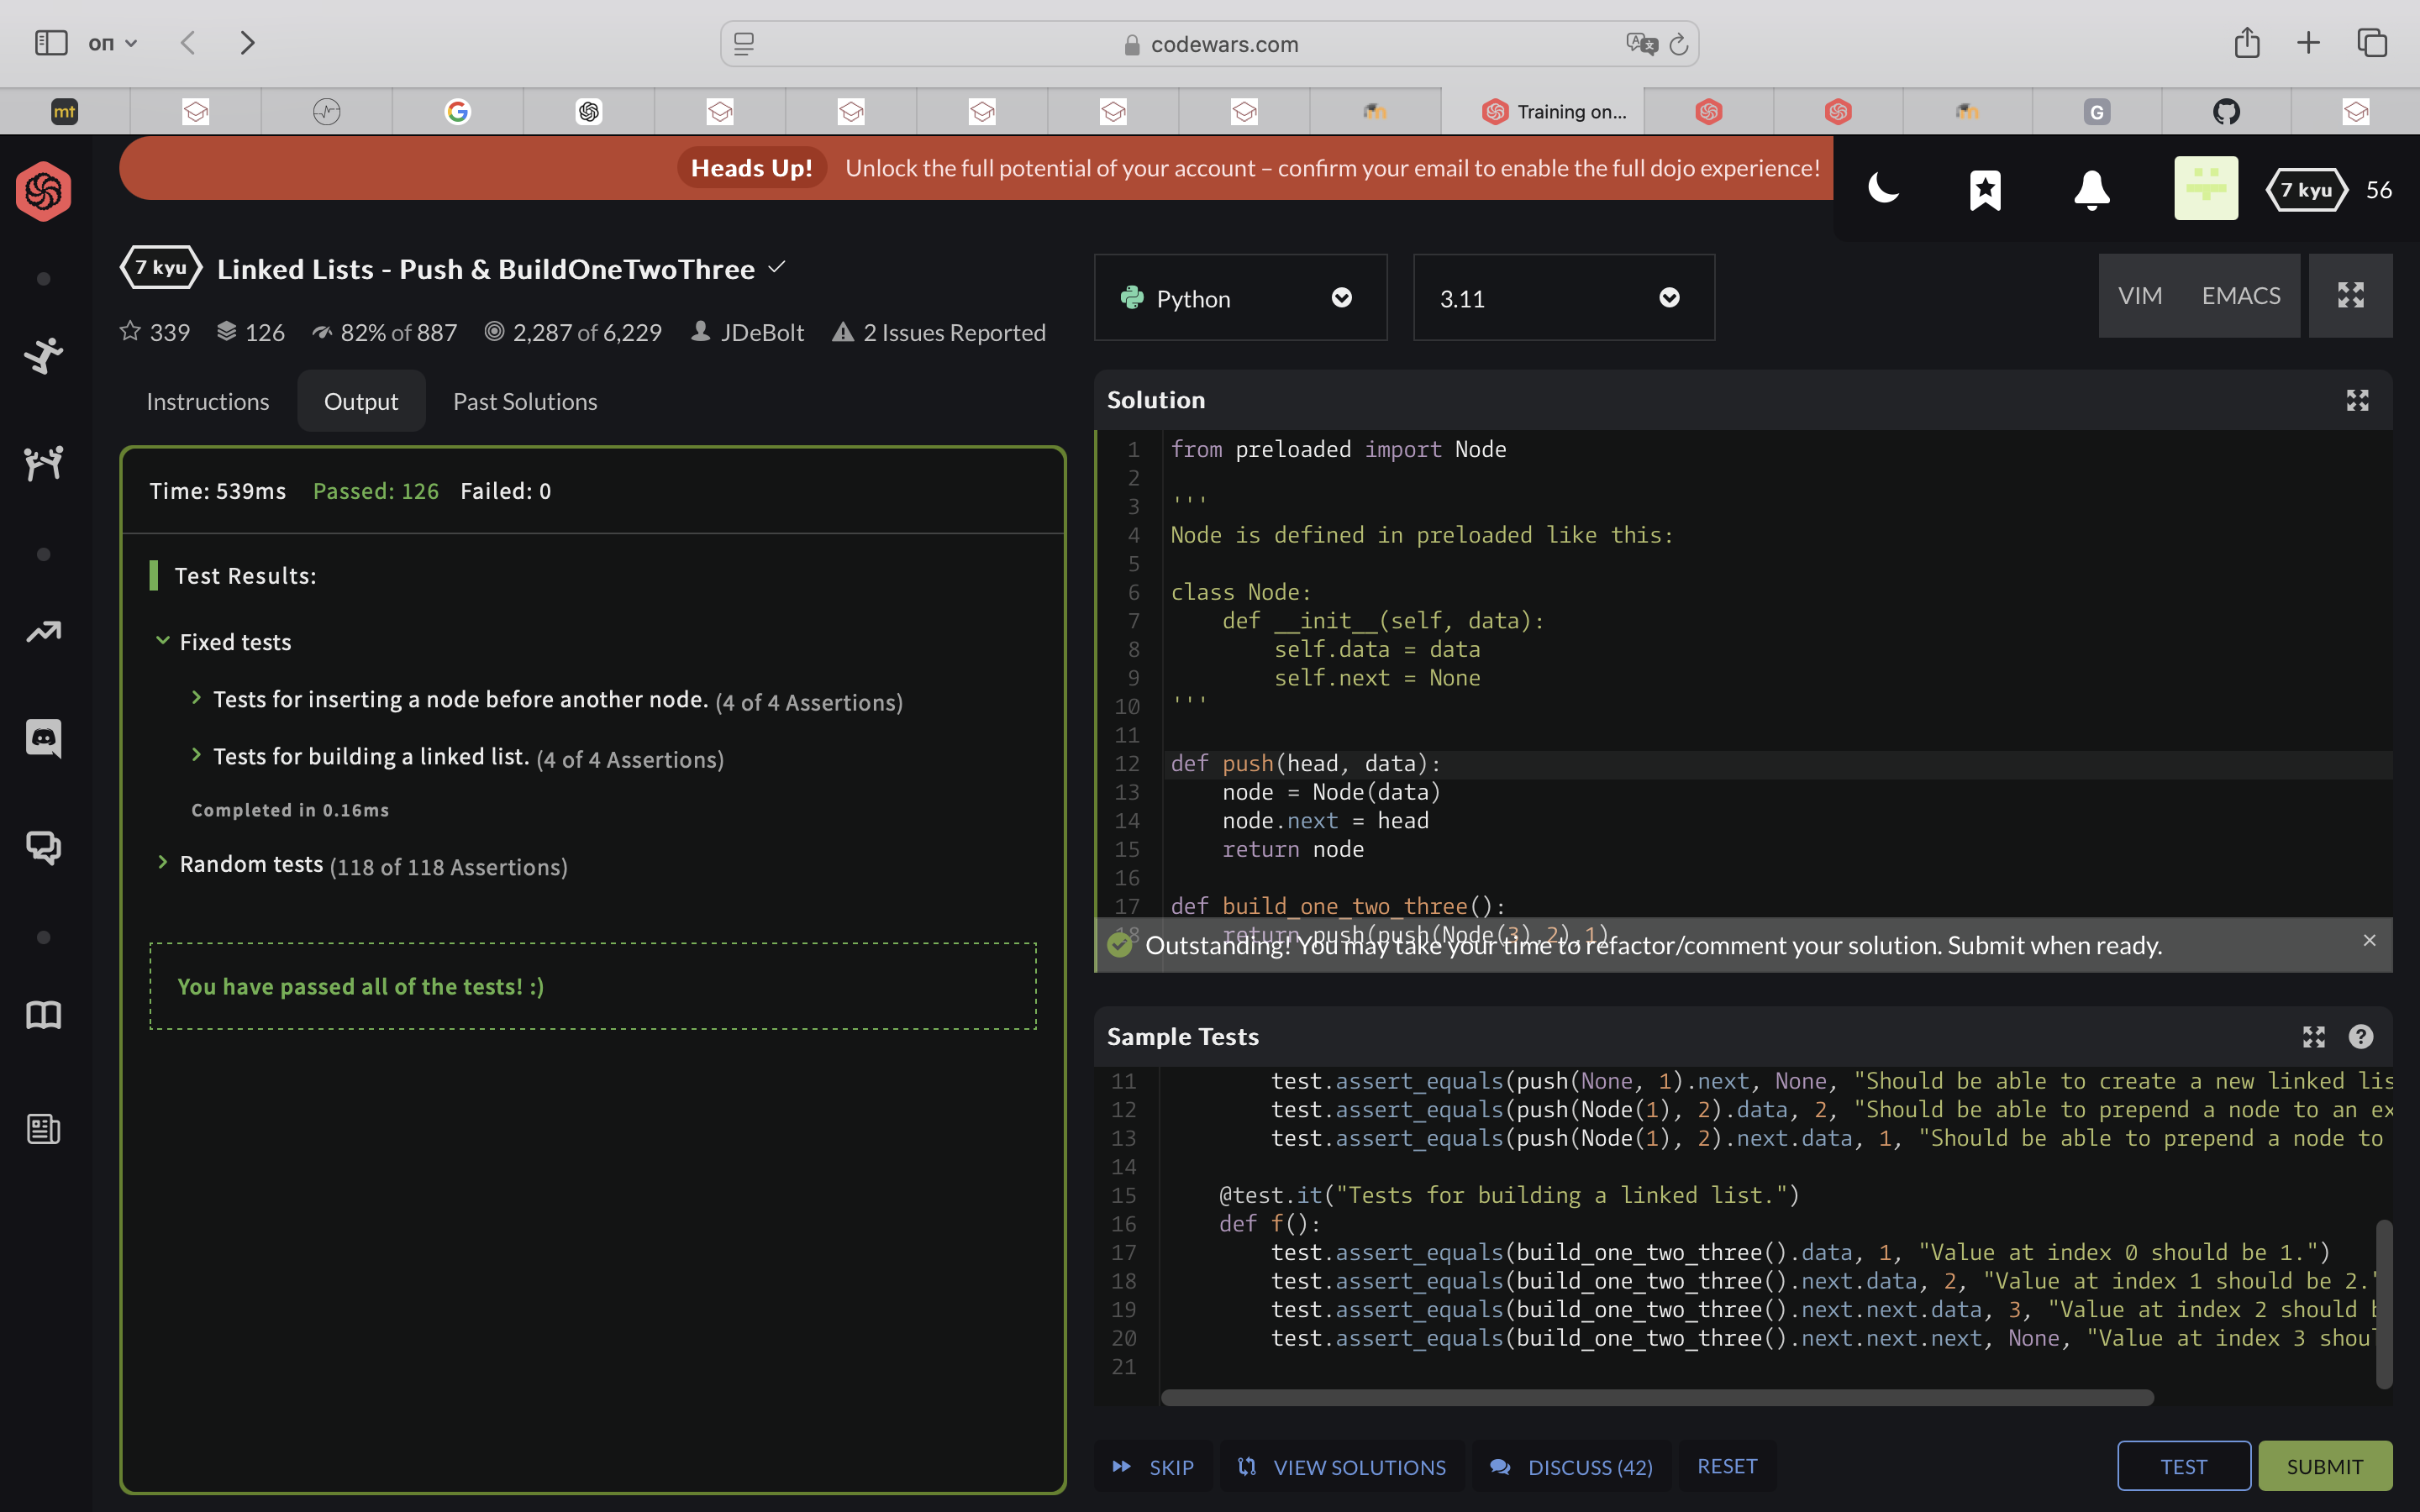 оп
codewars.com
mt
Training on...
G
Heads Up! Unlock the full potential of your account – confirm your email to enable the full dojo experience!
7 kyu 56
7 kyu Linked Lists - Push & BuildOneTwoThree
339 126 82% of 887 2,287 of 6,229 JDeBolt 2 Issues Reported
Python
3.11
VIM EMACS
Instructions Output Past Solutions
Time: 539ms Passed: 126 Failed: 0
Test Results:
Fixed tests
Tests for inserting a node before another node. (4 of 4 Assertions)
Tests for building a linked list. (4 of 4 Assertions)
Completed in 0.16ms
Random tests (118 of 118 Assertions)
You have passed all of the tests! :)
Solution
1 from preloaded import Node
2
3 '''
4 Node is defined in preloaded like this:
5
6 class Node:
7 def __init__(self, data):
8 self.data = data
9 self.next = None
10 '''
11
12 def push(head, data):
13 node = Node(data)
14 node.next = head
15 return node
16
17 def build_one_two_three():
18 return push(push(Node(3),2),1)
Outstanding! You may take your time to refactor/comment your solution. Submit when ready.
Sample Tests
11 test.assert_equals(push(None, 1).next, None, "Should be able to create a new linked lis
12 test.assert_equals(push(Node(1), 2).data, 2, "Should be able to prepend a node to an ex
13 test.assert_equals(push(Node(1), 2).next.data, 1, "Should be able to prepend a node to
14
15 @test.it("Tests for building a linked list.")
16 def f():
17 test.assert_equals(build_one_two_three().data, 1, "Value at index 0 should be 1.")
18 test.assert_equals(build_one_two_three().next.data, 2, "Value at index 1 should be 2."
19 test.assert_equals(build_one_two_three().next.next.data, 3, "Value at index 2 should b
20 test.assert_equals(build_one_two_three().next.next.next, None, "Value at index 3 shou
21
SKIP VIEW SOLUTIONS DISCUSS (42) RESET
TEST SUBMIT